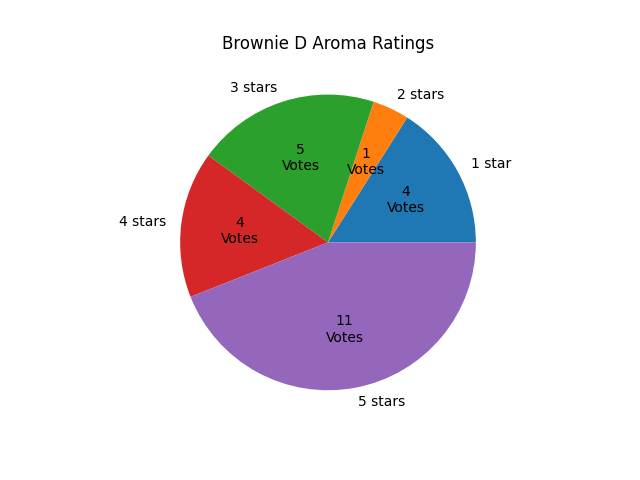 Brownie D Aroma Ratings
3 stars
2 stars
1 star
5
Votes
1
Votes
4
Votes
4 stars
4
Votes
11
Votes
5 stars